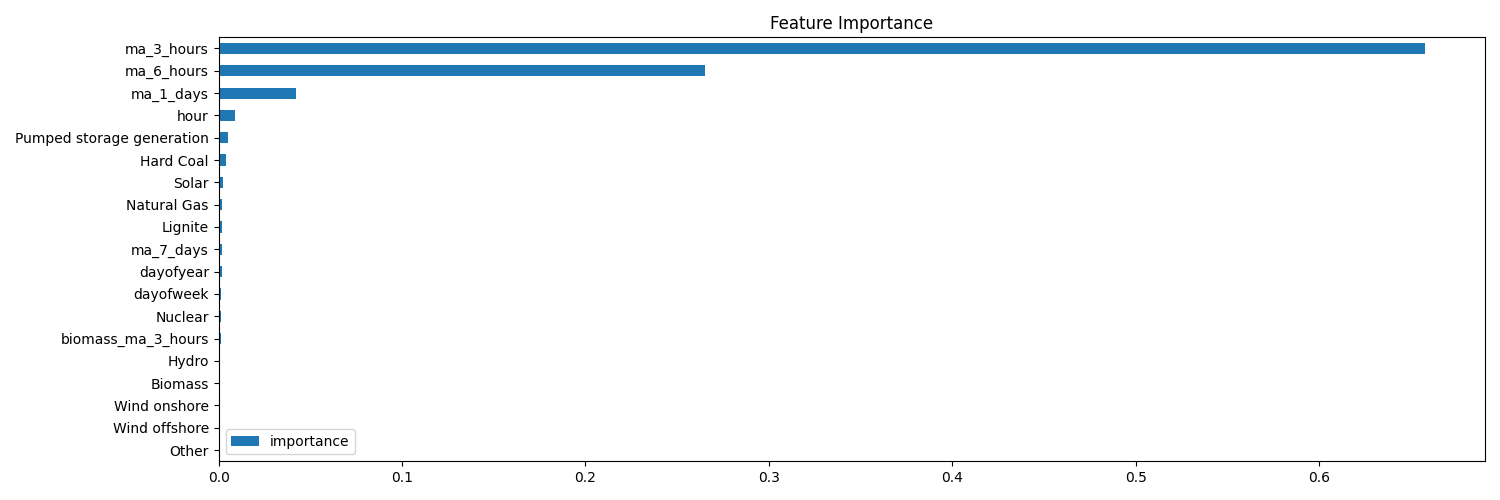 Feature Importance
ma_3_hours
ma_6_hours
ma_1_days
hour
Pumped storage generation
Hard Coal
Solar
Natural Gas
Lignite
ma_7_days
dayofyear
dayofweek
Nuclear
biomass_ma_3_hours
Hydro
Biomass
Wind onshore
Wind offshore
Other
importance
0.0 0.1 0.2 0.3 0.4 0.5 0.6